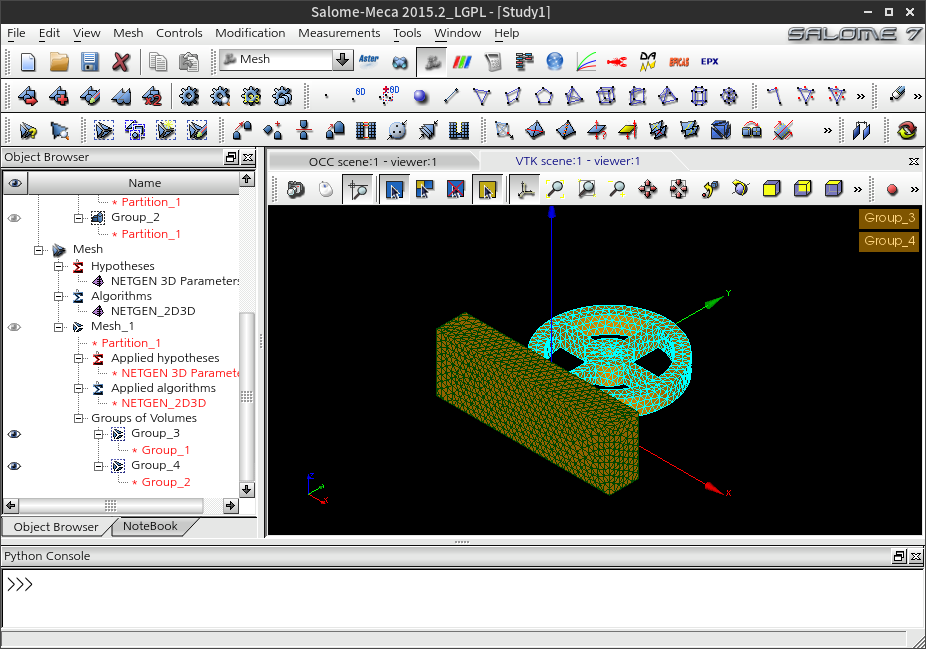 Salome-Meca 2015.2_LGPL - [Study1]
File Edit View Mesh Controls Modification Measurements Tools Window Help
SALOME 7
Mesh
Aster
EPICAS
EPX
0D
0D
Object Browser
OCC scene:1 - viewer:1
VTK scene:1 - viewer:1
Name
* Partition_1
Group_2
* Partition_1
Mesh
Hypotheses
NETGEN 3D Parameters
Algorithms
NETGEN_2D3D
Mesh_1
* Partition_1
Applied hypotheses
* NETGEN 3D Paramete
Applied algorithms
* NETGEN_2D3D
Groups of Volumes
Group_3
* Group_1
Group_4
* Group_2
Group_3
Group_4
Y
X
Z
X
Object Browser
NoteBook
Python Console
>>>